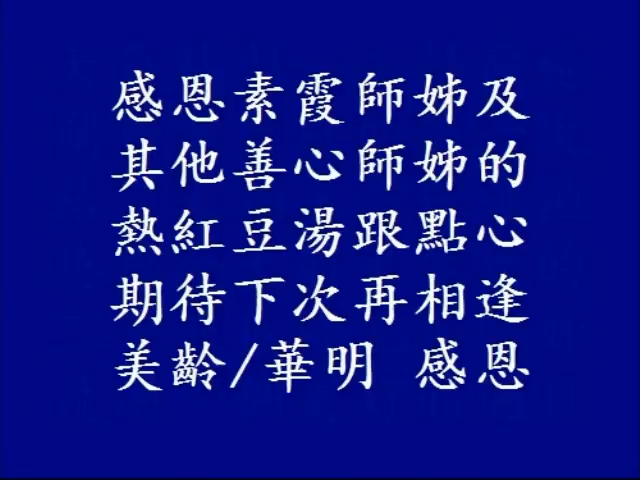 感恩素霞師姊及
其他善心師姊的
熱紅豆湯跟點心
期待下次再相逢
美齡/華明 感恩